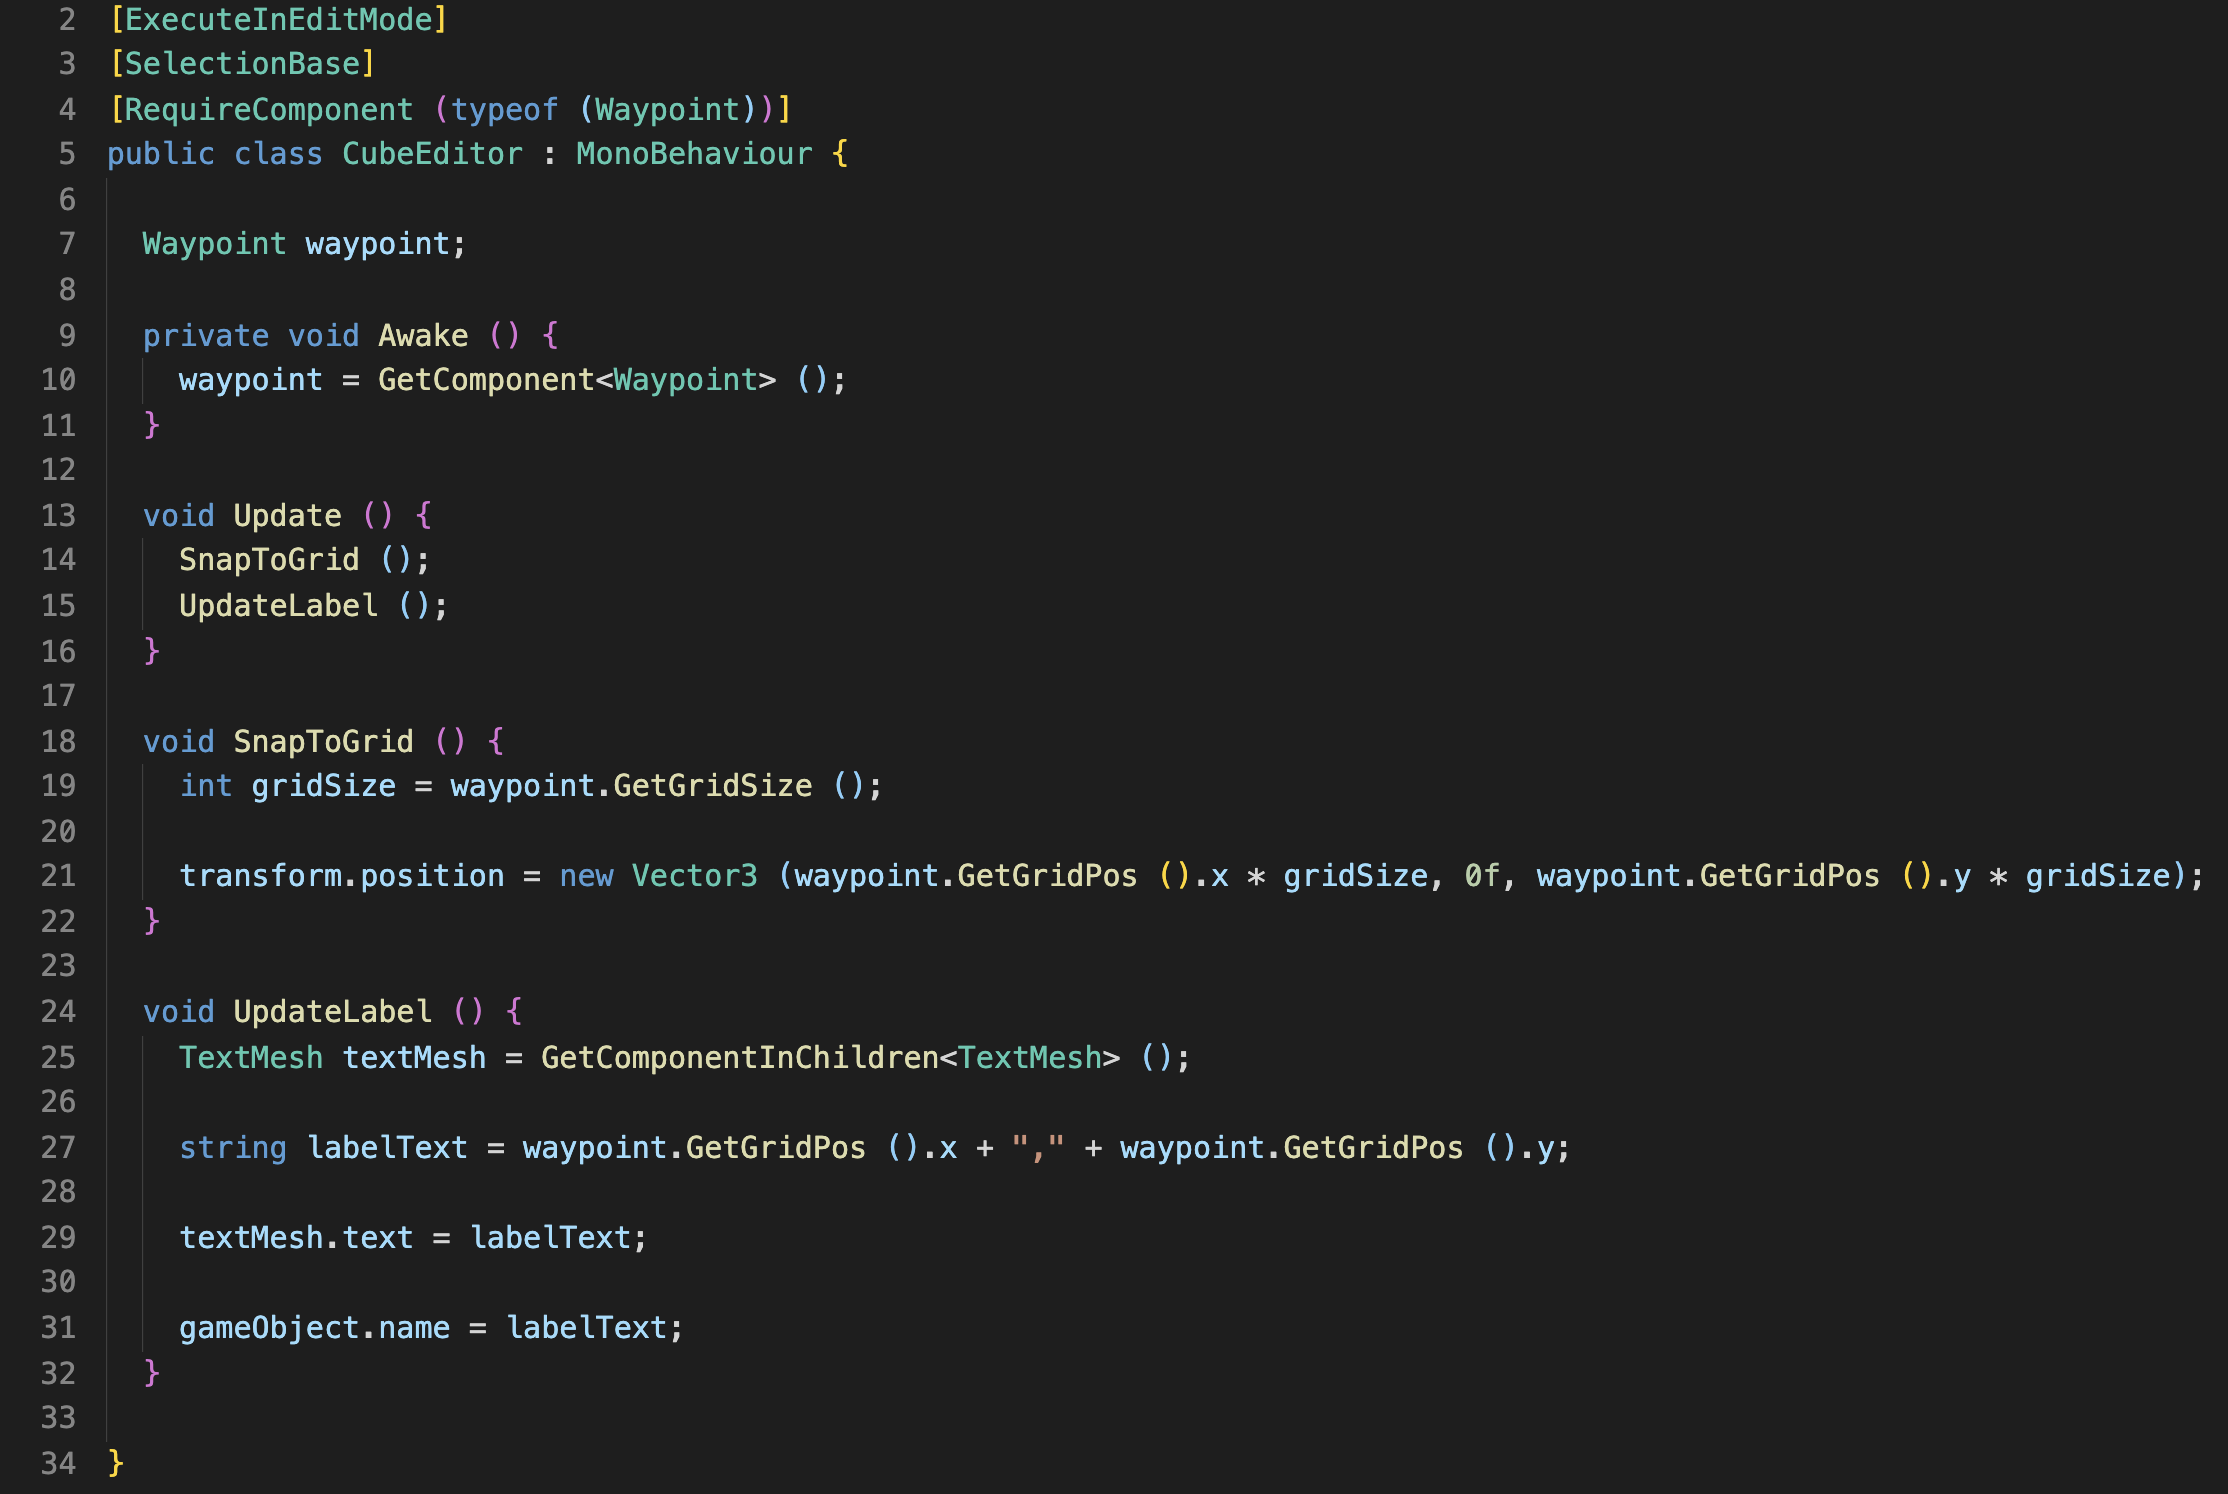 2 [ExecuteInEditMode]
3 [SelectionBase]
4 [RequireComponent (typeof (Waypoint))]
5 public class CubeEditor : MonoBehaviour {
6
7   Waypoint waypoint;
8
9   private void Awake () {
10     waypoint = GetComponent<Waypoint> ();
11   }
12
13   void Update () {
14     SnapToGrid ();
15     UpdateLabel ();
16   }
17
18   void SnapToGrid () {
19     int gridSize = waypoint.GetGridSize ();
20
21     transform.position = new Vector3 (waypoint.GetGridPos ().x * gridSize, 0f, waypoint.GetGridPos ().y * gridSize);
22   }
23
24   void UpdateLabel () {
25     TextMesh textMesh = GetComponentInChildren<TextMesh> ();
26
27     string labelText = waypoint.GetGridPos ().x + "," + waypoint.GetGridPos ().y;
28
29     textMesh.text = labelText;
30
31     gameObject.name = labelText;
32   }
33
34 }